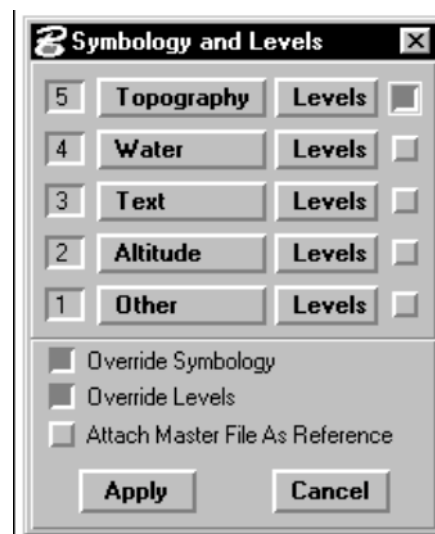 Symbology and Levels
5 Topography Levels
4 Water Levels
3 Text Levels
2 Altitude Levels
1 Other Levels
Override Symbology
Override Levels
Attach Master File As Reference
Apply Cancel